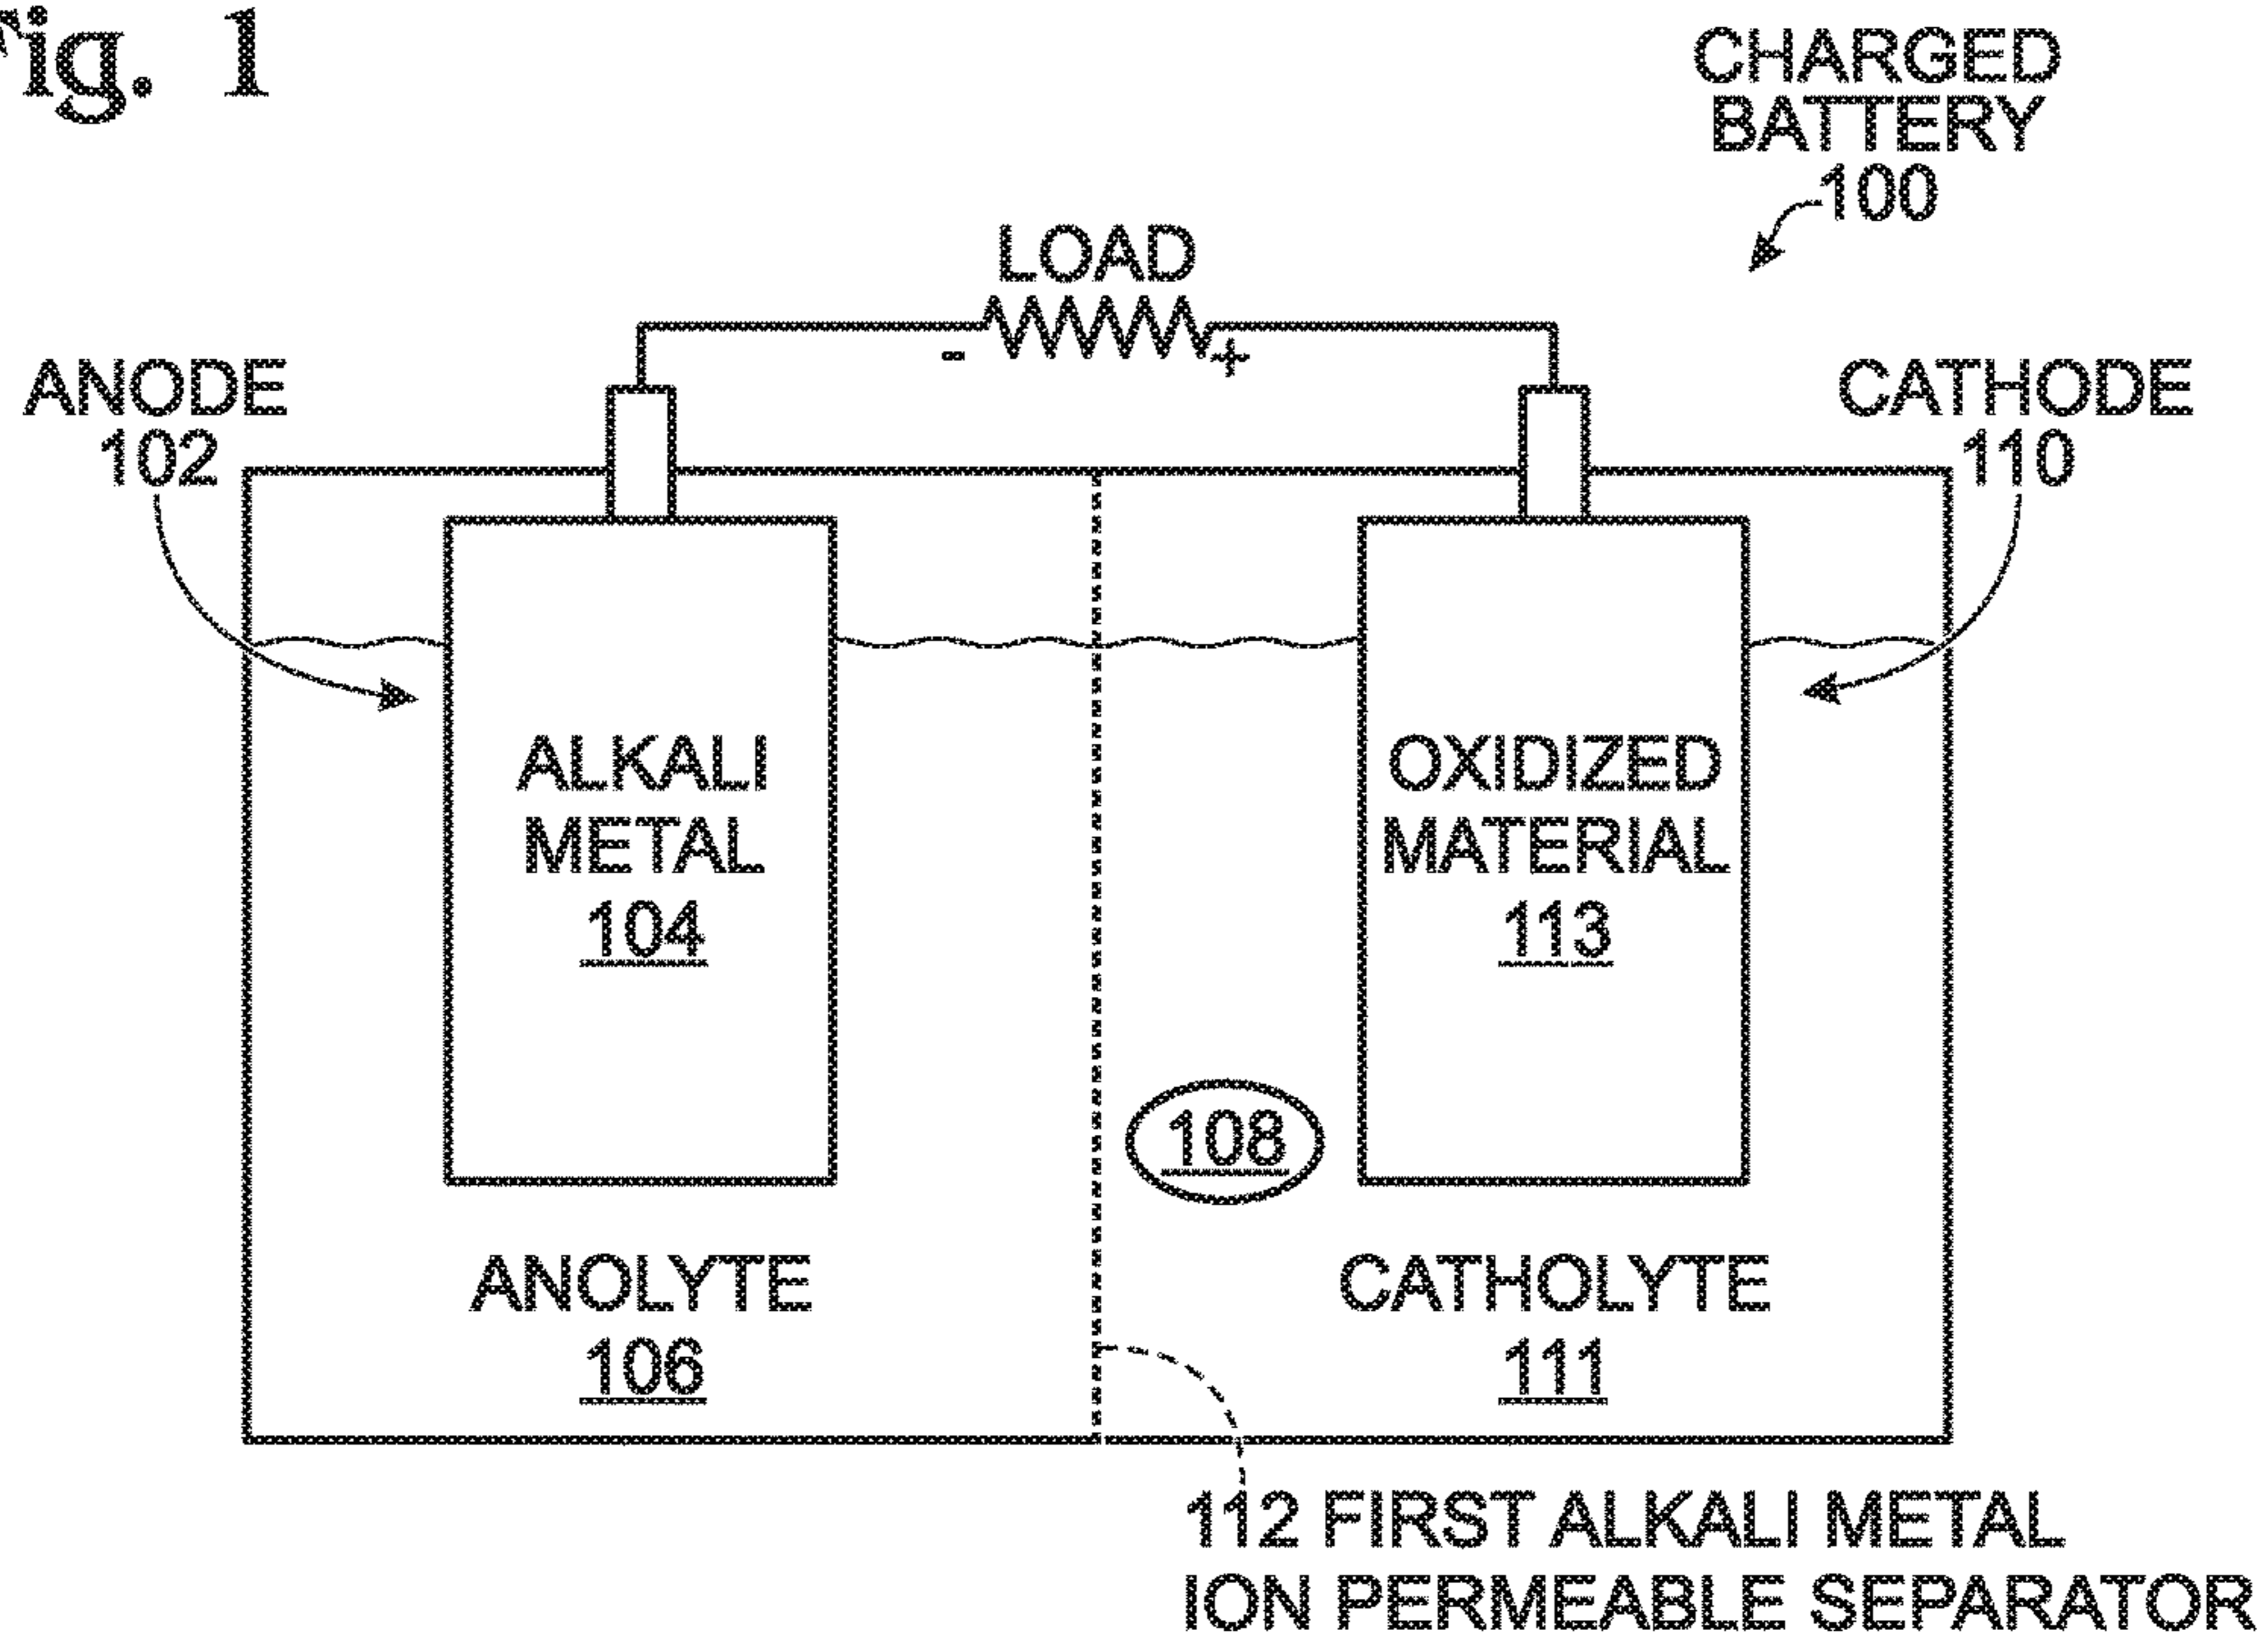 Fig. 1
CHARGED
BATTERY
100
LOAD
- +
ANODE
102
CATHODE
110
ALKALI
METAL
104
OXIDIZED
MATERIAL
113
108
ANOLYTE
106
CATHOLYTE
111
112 FIRST ALKALI METAL
ION PERMEABLE SEPARATOR